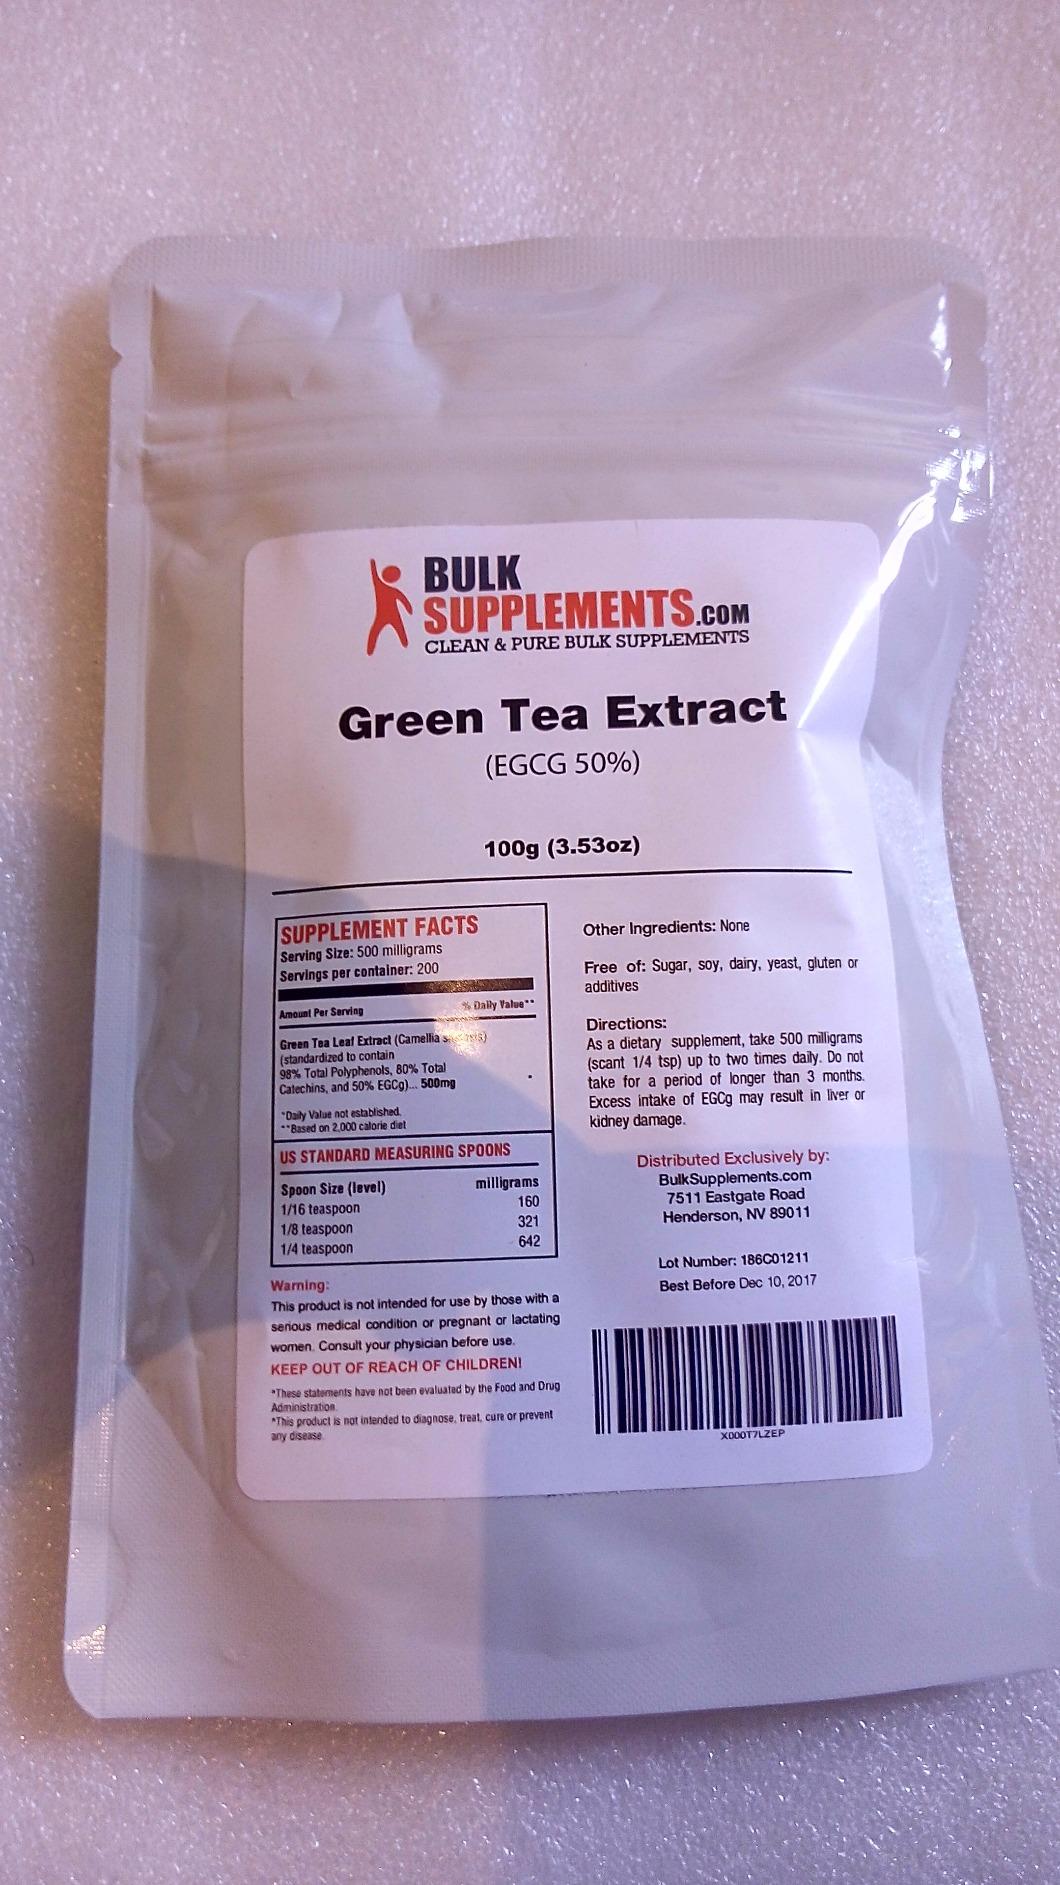 BULK
SUPPLEMENTS.COM
CLEAN & PURE BULK SUPPLEMENTS
Green Tea Extract
(EGCG 50%)
100g (3.53oz)
SUPPLEMENT FACTS
Serving Size: 500 milligrams
Servings per container: 200
Amount Per Serving % Daily Value**
Green Tea Leaf Extract (Camellia
(standardized to contain
98% Total Polyphenols, 80% Total
Catechins, and 50% EGCg)... 500mg
*Daily Value not established.
**Based on 2,000 calorie diet
US STANDARD MEASURING SPOONS
Spoon Size (level) milligrams
1/16 teaspoon 160
1/8 teaspoon 321
1/4 teaspoon 642
Warning:
This product is not intended for use by those with a
serious medical condition or pregnant or lactating
women. Consult your physician before use.
KEEP OUT OF REACH OF CHILDREN!
*These statements have not been evaluated by the Food and Drug
Administration.
*This product is not intended to diagnose, treat, cure or prevent
any disease.
Other Ingredients: None
Free of: Sugar, soy, dairy, yeast, gluten or
additives
Directions:
As a dietary supplement, take 500 milligrams
(scant 1/4 tsp) up to two times daily. Do not
take for a period of longer than 3 months.
Excess intake of EGCg may result in liver or
kidney damage.
Distributed Exclusively by:
BulkSupplements.com
7511 Eastgate Road
Henderson, NV 89011
Lot Number: 186C01211
Best Before Dec 10, 2017
X000T7LZEP